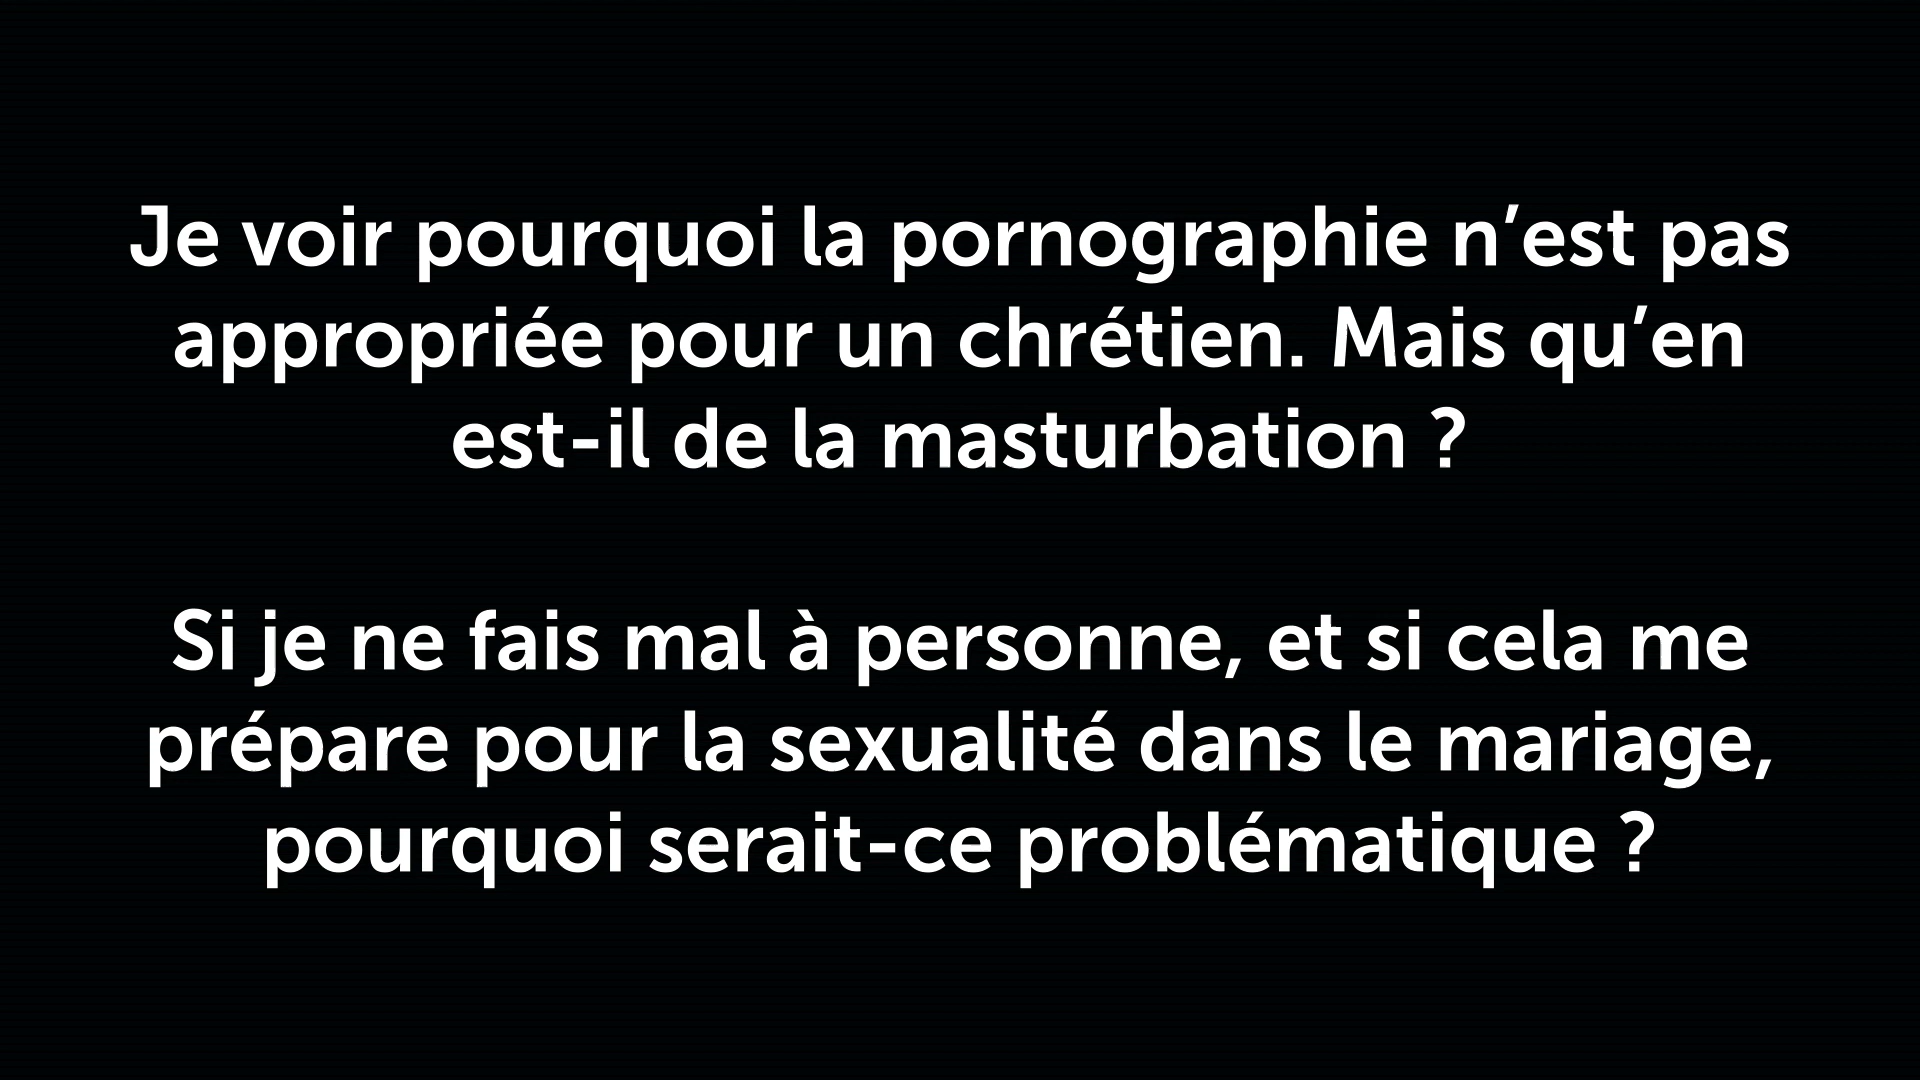 Je voir pourquoi la pornographie n’est pas
appropriée pour un chrétien. Mais qu’en
est-il de la masturbation ?
Si je ne fais mal à personne, et si cela me
prépare pour la sexualité dans le mariage,
pourquoi serait-ce problématique ?